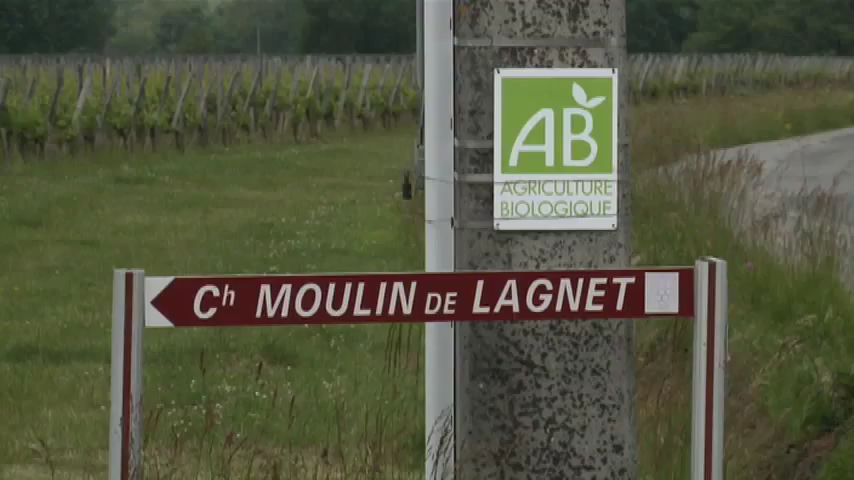 AB
AGRICULTURE
BIOLOGIQUE
Ch MOULIN DE LAGNET